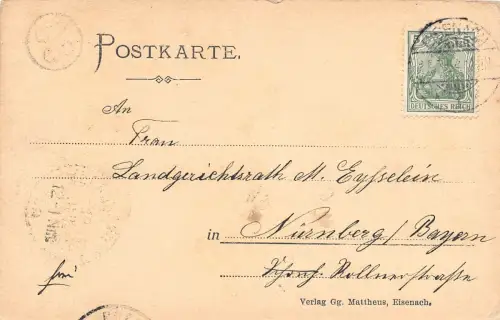 POSTKARTE.
DEUTSCHES REICH
An
Frau
Landgerichtsrath M. Eyßelein
in Nürnberg / Bayern
Rollnerstraße
Verlag Gg. Mattheus, Eisenach.